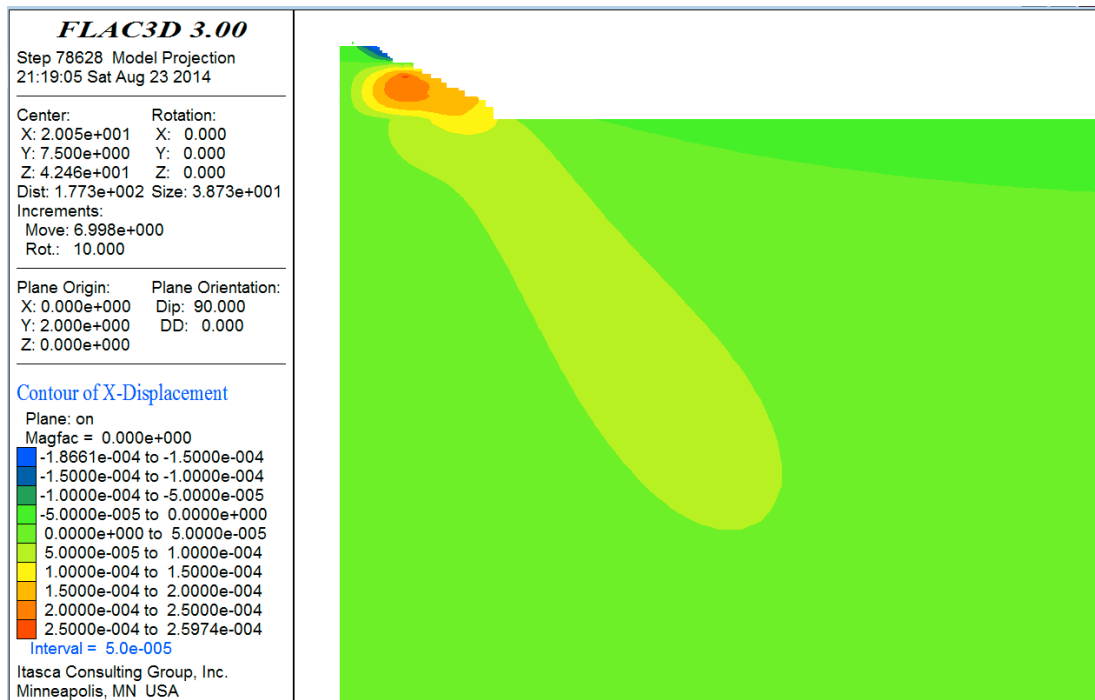 FLAC3D 3.00
Step 78628 Model Projection
21:19:05 Sat Aug 23 2014
Center: Rotation:
X: 2.005e+001 X: 0.000
Y: 7.500e+000 Y: 0.000
Z: 4.246e+001 Z: 0.000
Dist: 1.773e+002 Size: 3.873e+001
Increments:
Move: 6.998e+000
Rot.: 10.000
Plane Origin: Plane Orientation:
X: 0.000e+000 Dip: 90.000
Y: 2.000e+000 DD: 0.000
Z: 0.000e+000
Contour of X-Displacement
Plane: on
Magfac = 0.000e+000
-1.8661e-004 to -1.5000e-004
-1.5000e-004 to -1.0000e-004
-1.0000e-004 to -5.0000e-005
-5.0000e-005 to 0.0000e+000
0.0000e+000 to 5.0000e-005
5.0000e-005 to 1.0000e-004
1.0000e-004 to 1.5000e-004
1.5000e-004 to 2.0000e-004
2.0000e-004 to 2.5000e-004
2.5000e-004 to 2.5974e-004
Interval = 5.0e-005
Itasca Consulting Group, Inc.
Minneapolis, MN USA